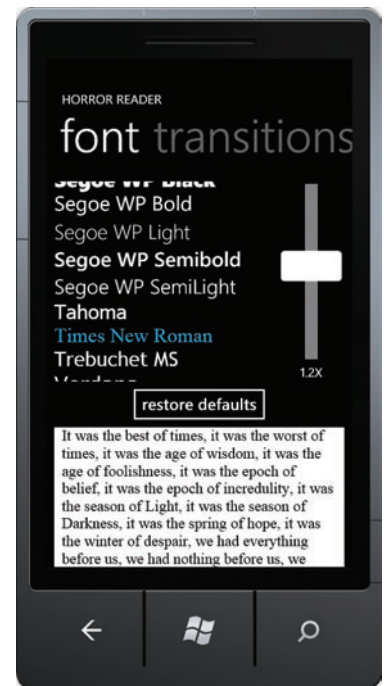 HORROR READER
font transitions
Segoe WP Black
Segoe WP Bold
Segoe WP Light
Segoe WP Semibold
Segoe WP SemiLight
Tahoma
Times New Roman
Trebuchet MS
Verdana
1.2X
restore defaults
It was the best of times, it was the worst of
times, it was the age of wisdom, it was the
age of foolishness, it was the epoch of
belief, it was the epoch of incredulity, it was
the season of Light, it was the season of
Darkness, it was the spring of hope, it was
the winter of despair, we had everything
before us, we had nothing before us, we